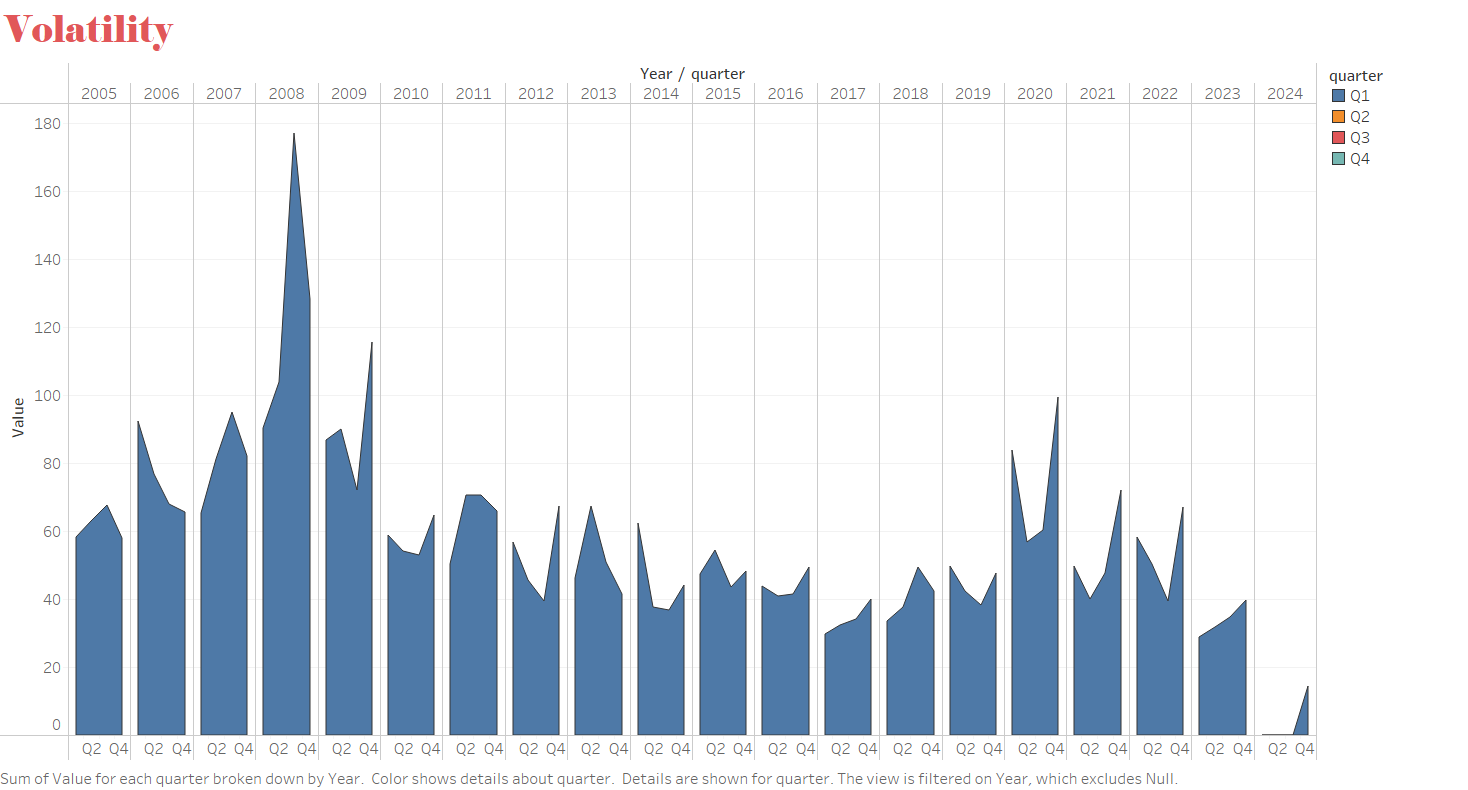 Volatility
Year / quarter
2005 2006 2007 2008 2009 2010 2011 2012 2013 2014 2015 2016 2017 2018 2019 2020 2021 2022 2023 2024
180
160
140
120
100
80
60
40
20
0
Value
Q2 Q4 Q2 Q4 Q2 Q4 Q2 Q4 Q2 Q4 Q2 Q4 Q2 Q4 Q2 Q4 Q2 Q4 Q2 Q4 Q2 Q4 Q2 Q4 Q2 Q4 Q2 Q4 Q2 Q4 Q2 Q4 Q2 Q4 Q2 Q4 Q2 Q4 Q2 Q4
quarter
Q1
Q2
Q3
Q4
Sum of Value for each quarter broken down by Year. Color shows details about quarter. Details are shown for quarter. The view is filtered on Year, which excludes Null.